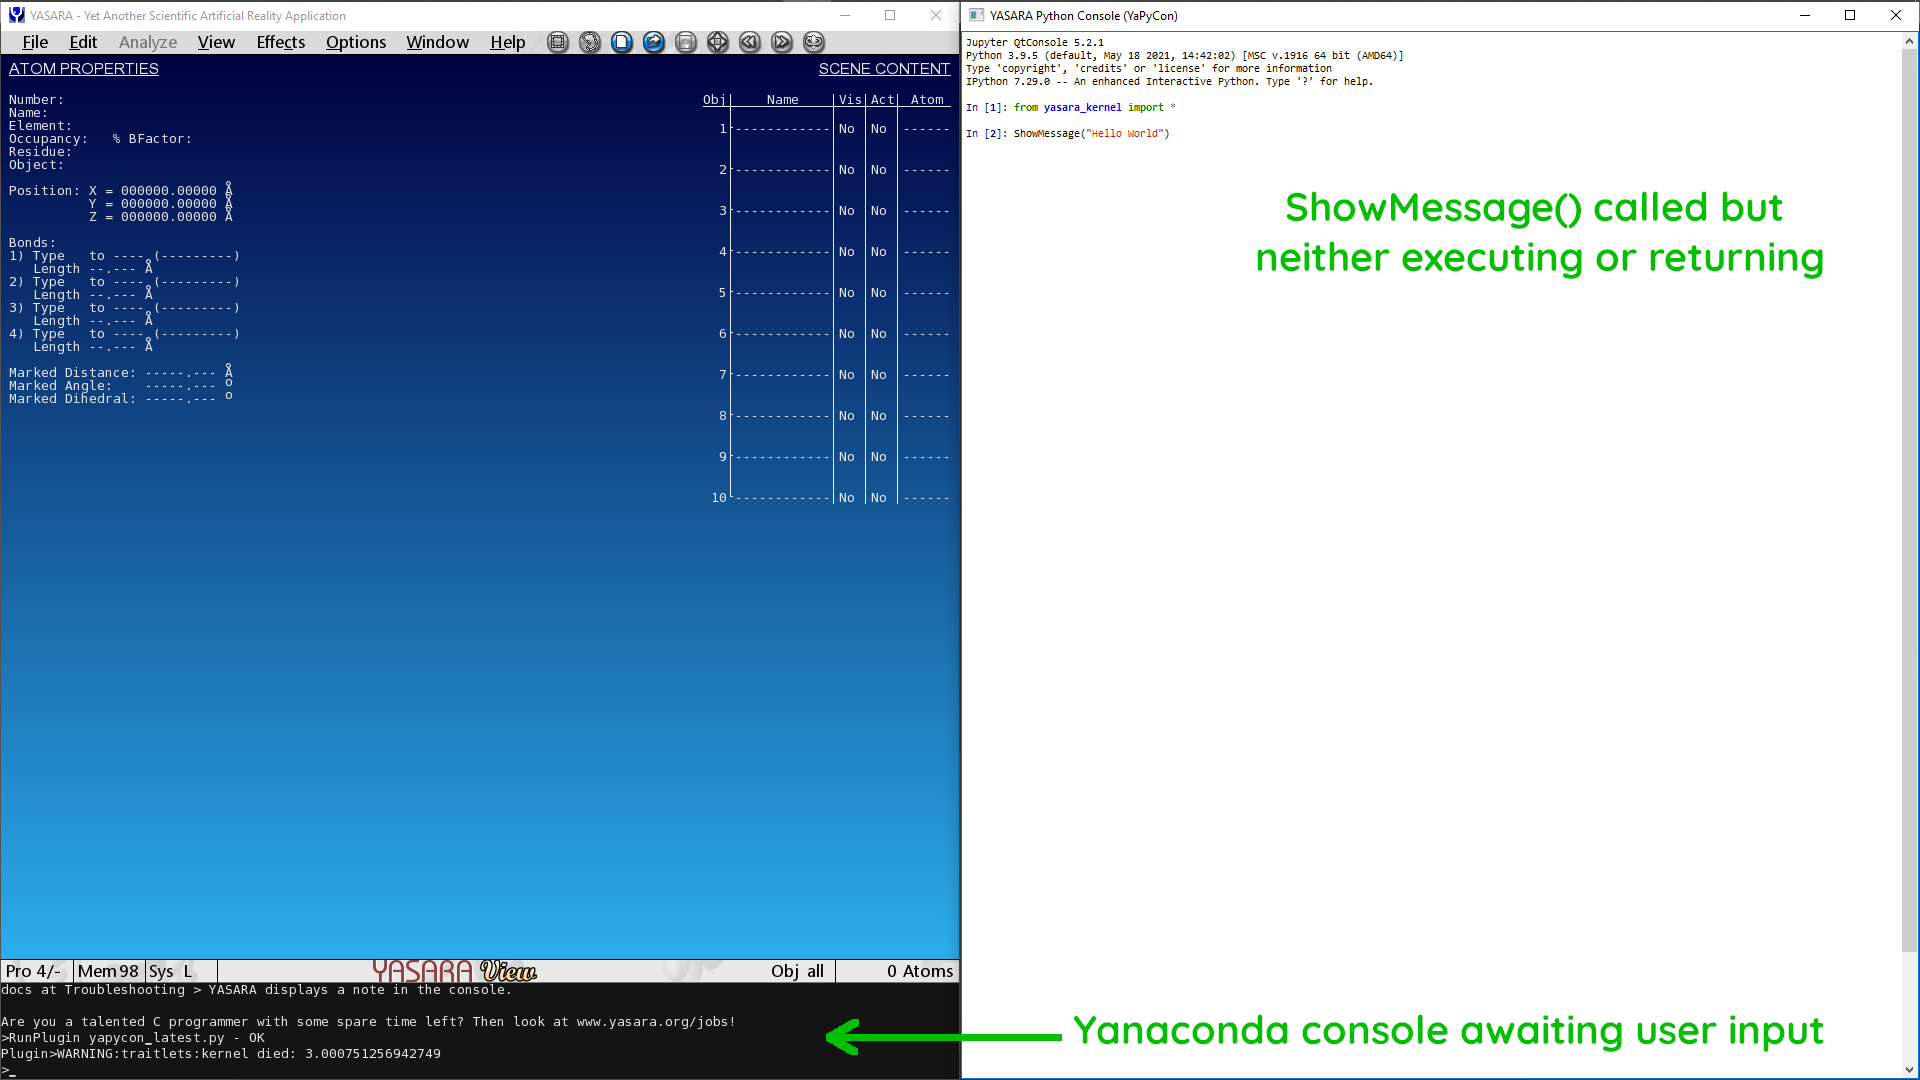 YASARA - Yet Another Scientific Artificial Reality Application
File Edit Analyze View Effects Options Window Help
ATOM PROPERTIES
Number:
Name:
Element:
Occupancy:   % BFactor:
Residue:
Object:
Position: X = 000000.00000 Å
Y = 000000.00000 Å
Z = 000000.00000 Å
Bonds:
1) Type   to ----.(---------)
Length --.--- Å
2) Type   to ----.(---------)
Length --.--- Å
3) Type   to ----.(---------)
Length --.--- Å
4) Type   to ----.(---------)
Length --.--- Å
Marked Distance: -----.--- Å
Marked Angle:    -----.--- o
Marked Dihedral: -----.--- o
SCENE CONTENT
Obj Name Vis Act Atom
1 ------------ No No ------
2 ------------ No No ------
3 ------------ No No ------
4 ------------ No No ------
5 ------------ No No ------
6 ------------ No No ------
7 ------------ No No ------
8 ------------ No No ------
9 ------------ No No ------
10 ------------ No No ------
Pro 4/- Mem 98 Sys L YASARA View Obj all 0 Atoms
docs at Troubleshooting > YASARA displays a note in the console.
Are you a talented C programmer with some spare time left? Then look at www.yasara.org/jobs!
>RunPlugin yapycon_latest.py - OK
Plugin>WARNING:traitlets:kernel died: 3.000751256942749
>_
YASARA Python Console (YaPyCon)
Jupyter QtConsole 5.2.1
Python 3.9.5 (default, May 18 2021, 14:42:02) [MSC v.1916 64 bit (AMD64)]
Type 'copyright', 'credits' or 'license' for more information
IPython 7.29.0 -- An enhanced Interactive Python. Type '?' for help.
In [1]: from yasara_kernel import *
In [2]: ShowMessage("Hello World")
ShowMessage() called but
neither executing or returning
Yanaconda console awaiting user input